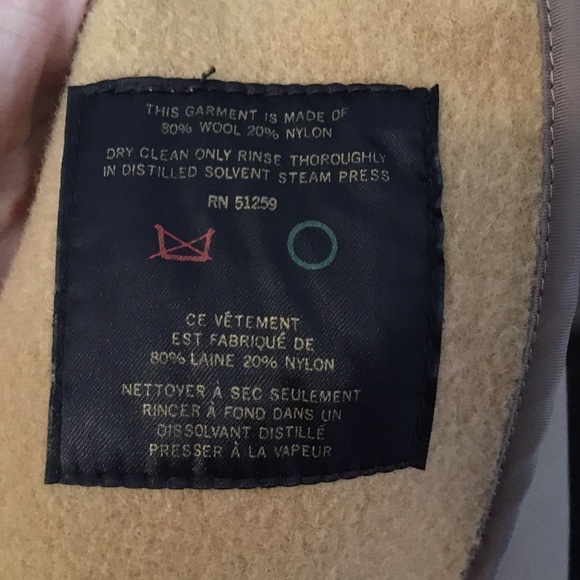 THIS GARMENT IS MADE OF
80% WOOL 20% NYLON
DRY CLEAN ONLY RINSE THOROUGHLY
IN DISTILLED SOLVENT STEAM PRESS
RN 51259
CE VÊTEMENT
EST FABRIQUÉ DE
80% LAINE 20% NYLON
NETTOYER À SEC SEULEMENT
RINCER À FOND DANS UN
DISSOLVANT DISTILLÉ
PRESSER À LA VAPEUR